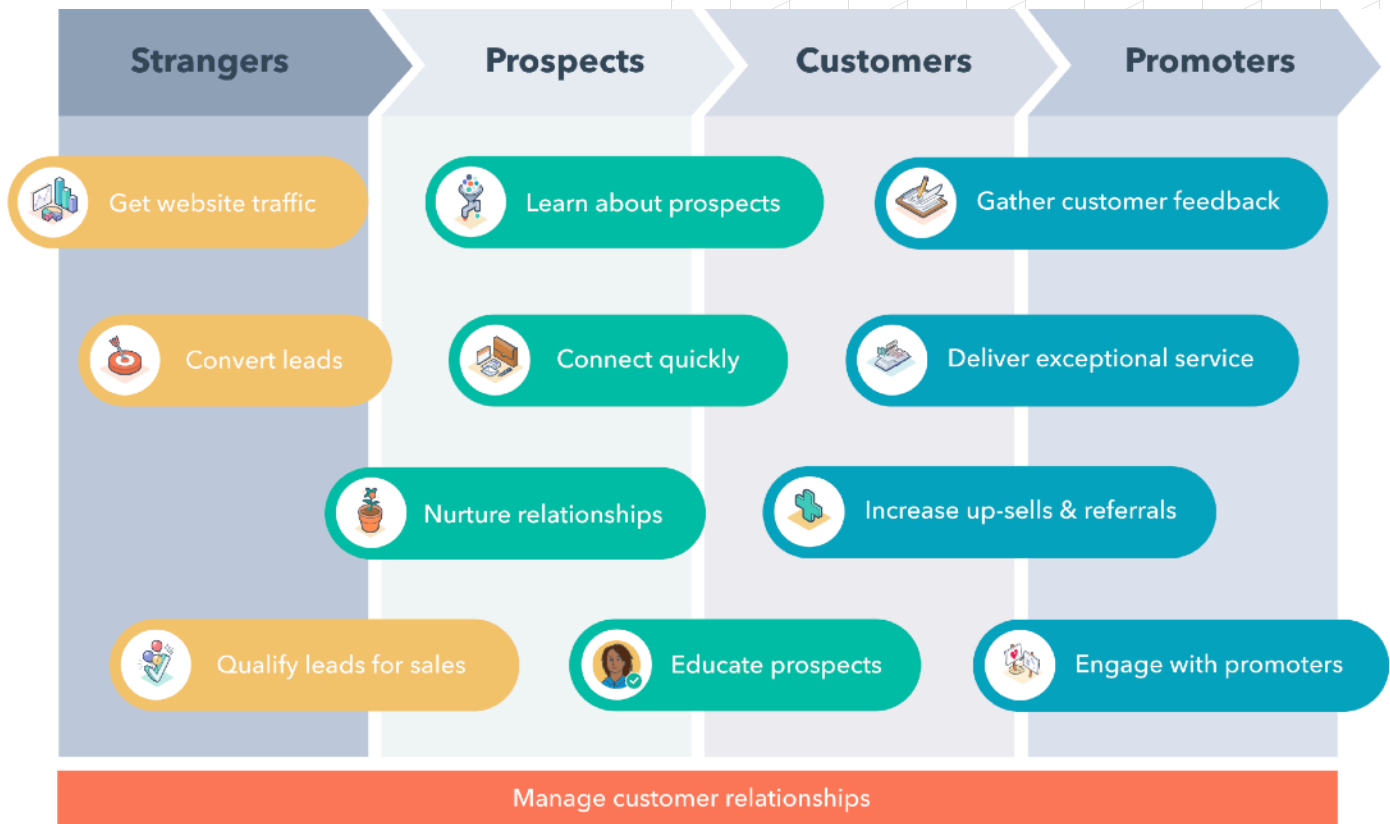 Strangers
Prospects
Customers
Promoters
Get website traffic
Learn about prospects
Gather customer feedback
Convert leads
Connect quickly
Deliver exceptional service
Nurture relationships
Increase up-sells & referrals
Qualify leads for sales
Educate prospects
Engage with promoters
Manage customer relationships